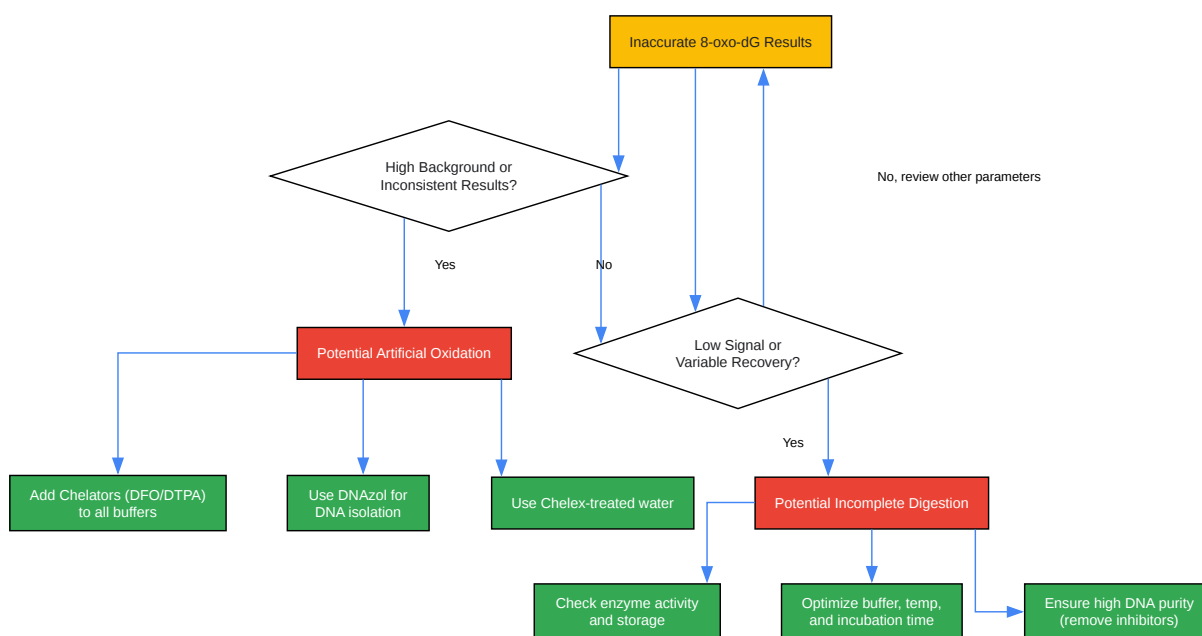 Inaccurate 8-oxo-dG Results
High Background or
Inconsistent Results?
No, review other parameters
Yes
No
Potential Artificial Oxidation
Low Signal or
Variable Recovery?
Yes
Add Chelators (DFO/DTPA)
to all buffers
Use DNAzol for
DNA isolation
Use Chelex-treated water
Potential Incomplete Digestion
Check enzyme activity
and storage
Optimize buffer, temp,
and incubation time
Ensure high DNA purity
(remove inhibitors)